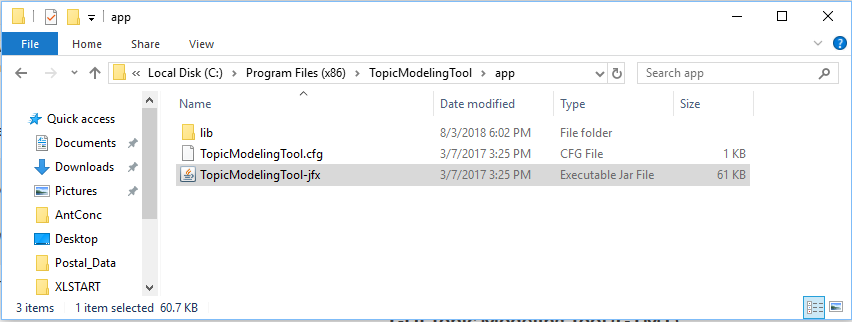 app
File Home Share View
Local Disk (C:) Program Files (x86) TopicModelingTool app Search app
Name Date modified Type Size
Quick access
Documents
Downloads
Pictures
AntConc
Desktop
Postal_Data
XLSTART
lib 8/3/2018 6:02 PM File folder
TopicModelingTool.cfg 3/7/2017 3:25 PM CFG File 1 KB
TopicModelingTool-jfx 3/7/2017 3:25 PM Executable Jar File 61 KB
3 items 1 item selected 60.7 KB